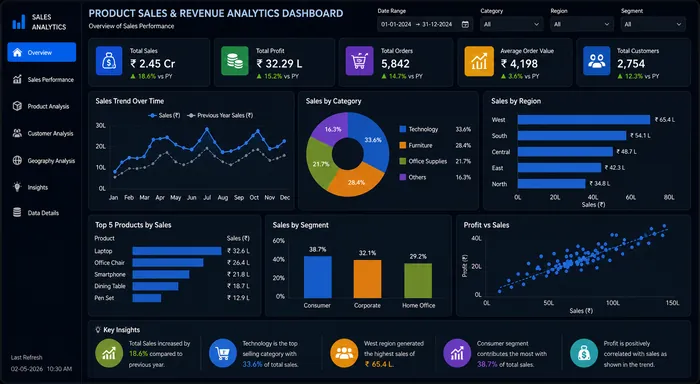 SALES
ANALYTICS
Overview
Sales Performance
Product Analysis
Customer Analysis
Geography Analysis
Insights
Data Details
Last Refresh
02-05-2026 10:30 AM
PRODUCT SALES & REVENUE ANALYTICS DASHBOARD
Overview of Sales Performance
Date Range
01-01-2024 → 31-12-2024
Category
All
Region
All
Segment
All
Total Sales
₹ 2.45 Cr
▲ 18.6% vs PY
Total Profit
₹ 32.29 L
▲ 15.2% vs PY
Total Orders
5,842
▲ 14.7% vs PY
Average Order Value
₹ 4,198
▲ 3.6% vs PY
Total Customers
2,754
▲ 12.3% vs PY
Sales Trend Over Time
Sales (₹) Previous Year Sales (₹)
30L
20L
10L
0L
Jan Feb Mar Apr May Jun Jul Aug Sep Oct Nov Dec
Sales by Category
16.3%
33.6%
21.7%
28.4%
Technology 33.6%
Furniture 28.4%
Office Supplies 21.7%
Others 16.3%
Sales by Region
West ₹ 65.4 L
South ₹ 54.1 L
Central ₹ 48.7 L
East ₹ 42.3 L
North ₹ 34.8 L
Sales (₹)
Top 5 Products by Sales
Product Sales (₹)
Laptop ₹ 32.6 L
Office Chair ₹ 26.4 L
Smartphone ₹ 21.8 L
Dining Table ₹ 18.7 L
Pen Set ₹ 12.9 L
Sales by Segment
60%
40%
20%
0%
38.7%
32.1%
29.2%
Consumer Corporate Home Office
Profit vs Sales
Profit (₹)
40L
20L
0L
0L 50L 100L 150L
Sales (₹)
Key Insights
Total Sales increased by
18.6% compared to
previous year.
Technology is the top
selling category with
33.6% of total sales.
West region generated
the highest sales of
₹ 65.4 L.
Consumer segment
contributes the most with
38.7% of total sales.
Profit is positively
correlated with sales as
shown in the trend.